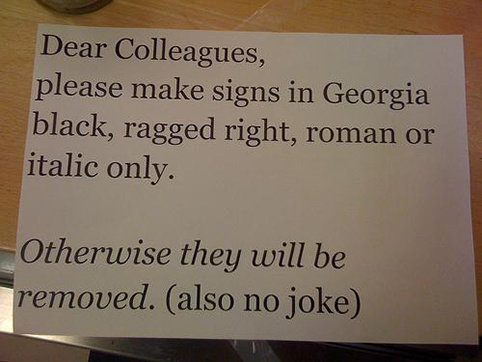 Dear Colleagues,
please make signs in Georgia
black, ragged right, roman or
italic only.
Otherwise they will be
removed. (also no joke)